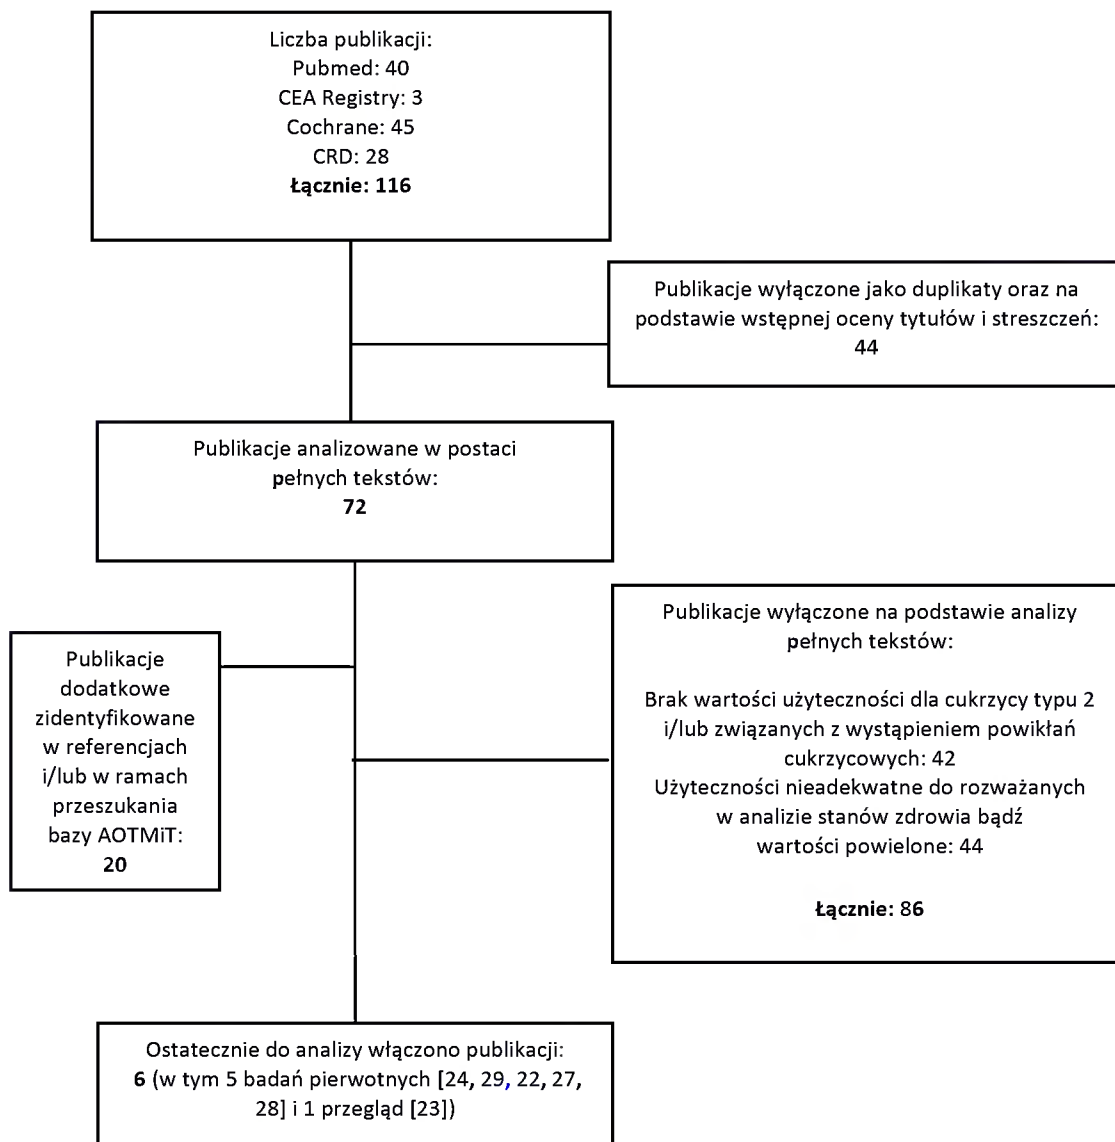 Liczba publikacji:
Pubmed: 40
CEA Registry: 3
Cochrane: 45
CRD: 28
Łącznie: 116
Publikacje wyłączone jako duplikaty oraz na
podstawie wstępnej oceny tytułów i streszczeń:
44
Publikacje analizowane w postaci
pełnych tekstów:
72
Publikacje
dodatkowe
zidentyfikowane
w referencjach
i/lub w ramach
przeszukania
bazy AOTMiT:
20
Publikacje wyłączone na podstawie analizy
pełnych tekstów:
Brak wartości użyteczności dla cukrzycy typu 2
i/lub związanych z wystąpieniem powikłań
cukrzycowych: 42
Użyteczności nieadekwatne do rozważanych
w analizie stanów zdrowia bądź
wartości powielone: 44
Łącznie: 86
Ostatecznie do analizy włączono publikacji:
6 (w tym 5 badań pierwotnych [24, 29, 22, 27,
28] i 1 przegląd [23])